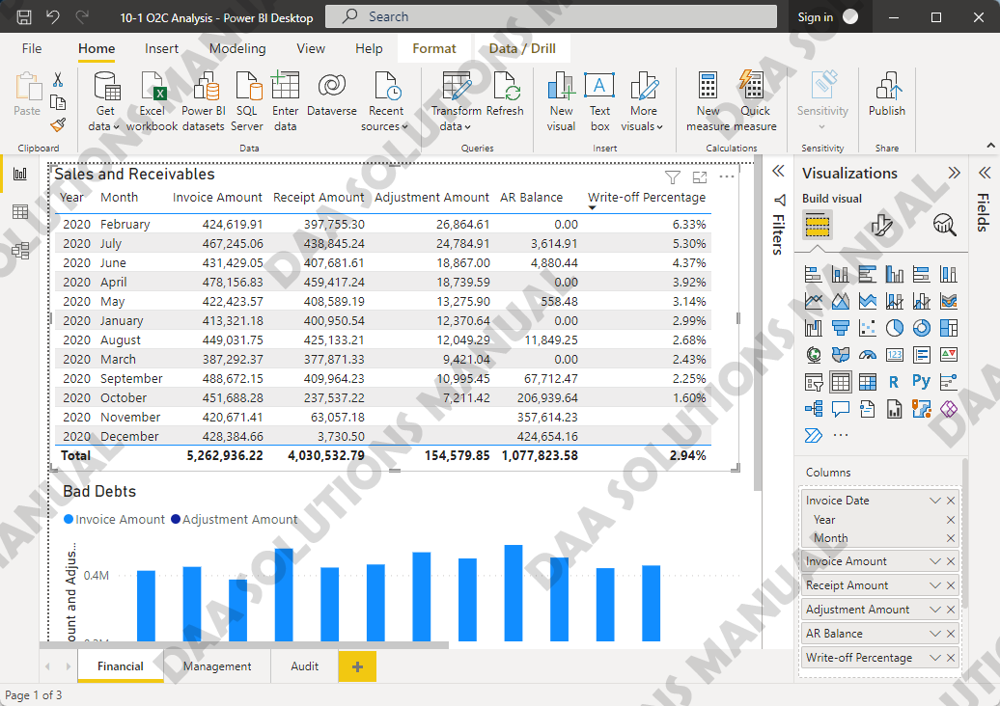 10-1 O2C Analysis - Power BI Desktop
Search
Sign in
File Home Insert Modeling View Help Format Data / Drill
Paste
Get data
Excel workbook
Power BI datasets
SQL Server
Enter data
Dataverse
Recent sources
Transform data
Refresh
New visual
Text box
More visuals
New measure
Quick measure
Sensitivity
Publish
Clipboard Data Queries Insert Calculations Sensitivity Share
Sales and Receivables
Year Month Invoice Amount Receipt Amount Adjustment Amount AR Balance Write-off Percentage
2020 February 424,619.91 397,755.30 26,864.61 0.00 6.33%
2020 July 467,245.06 438,845.24 24,784.91 3,614.91 5.30%
2020 June 431,429.05 407,681.61 18,867.00 4,880.44 4.37%
2020 April 478,156.83 459,417.24 18,739.59 0.00 3.92%
2020 May 422,423.57 408,589.19 13,275.90 558.48 3.14%
2020 January 413,321.18 400,950.54 12,370.64 0.00 2.99%
2020 August 449,031.75 425,133.21 12,049.29 11,849.25 2.68%
2020 March 387,292.37 377,871.33 9,421.04 0.00 2.43%
2020 September 488,672.15 409,964.23 10,995.45 67,712.47 2.25%
2020 October 451,688.28 237,537.22 7,211.42 206,939.64 1.60%
2020 November 420,671.41 63,057.18 357,614.23
2020 December 428,384.66 3,730.50 424,654.16
Total 5,262,936.22 4,030,532.79 154,579.85 1,077,823.58 2.94%
Bad Debts
Invoice Amount Adjustment Amount
ount and Adjus...
0.4M
Filters
Visualizations
Build visual
123
R Py
...
Columns
Invoice Date
Year
Month
Invoice Amount
Receipt Amount
Adjustment Amount
AR Balance
Write-off Percentage
Fields
Financial Management Audit +
Page 1 of 3
DAA SOLUTIONS MANUAL